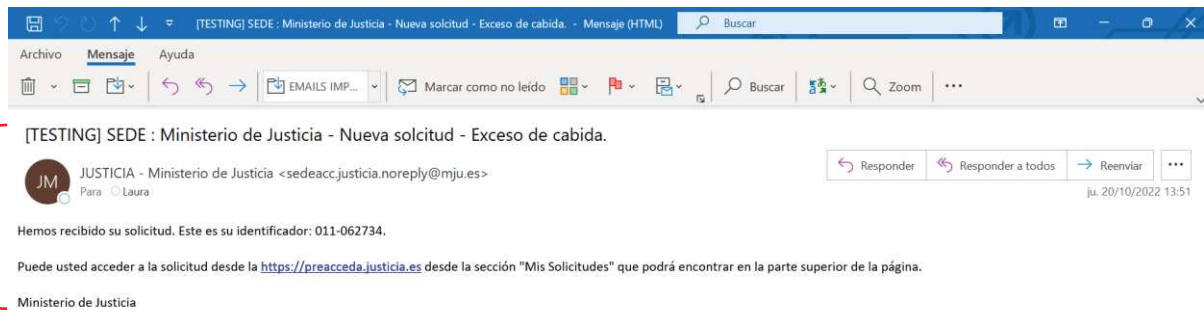 [TESTING] SEDE : Ministerio de Justicia - Nueva solcitud - Exceso de cabida. - Mensaje (HTML) Buscar
Archivo Mensaje Ayuda
EMAILS IMP... Marcar como no leído Buscar Zoom ...
[TESTING] SEDE : Ministerio de Justicia - Nueva solcitud - Exceso de cabida.
JM JUSTICIA - Ministerio de Justicia <sedeacc.justicia.noreply@mju.es> Responder Responder a todos Reenviar ...
Para Laura ju. 20/10/2022 13:51
Hemos recibido su solicitud. Este es su identificador: 011-062734.
Puede usted acceder a la solicitud desde la https://preacceda.justicia.es desde la sección "Mis Solicitudes" que podrá encontrar en la parte superior de la página.
Ministerio de Justicia